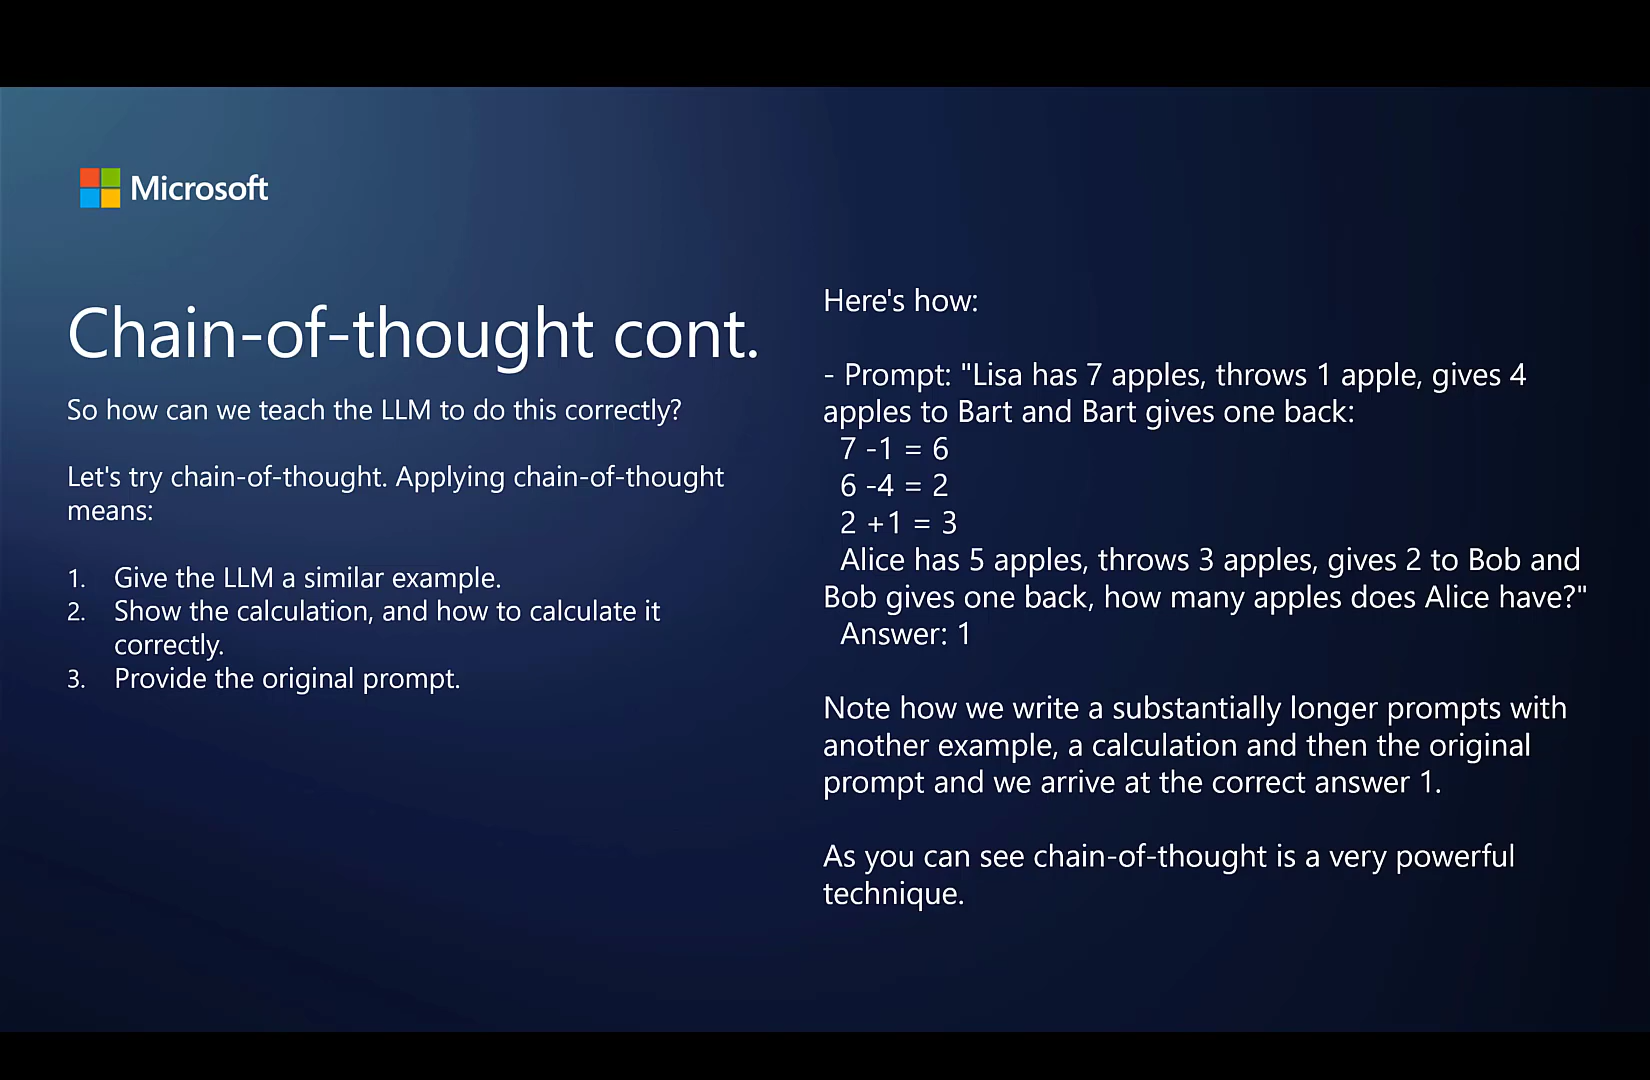 Microsoft
Chain-of-thought cont.
So how can we teach the LLM to do this correctly?
Let's try chain-of-thought. Applying chain-of-thought
means:
1. Give the LLM a similar example.
2. Show the calculation, and how to calculate it
correctly.
3. Provide the original prompt.
Here's how:
- Prompt: "Lisa has 7 apples, throws 1 apple, gives 4
apples to Bart and Bart gives one back:
7 -1 = 6
6 -4 = 2
2 +1 = 3
Alice has 5 apples, throws 3 apples, gives 2 to Bob and
Bob gives one back, how many apples does Alice have?"
Answer: 1
Note how we write a substantially longer prompts with
another example, a calculation and then the original
prompt and we arrive at the correct answer 1.
As you can see chain-of-thought is a very powerful
technique.